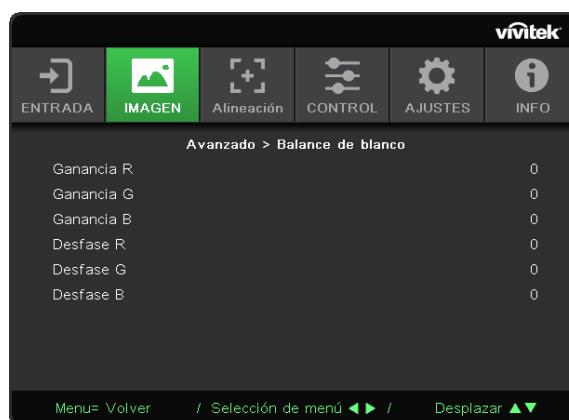 vivitek
ENTRADA IMAGEN Alineación CONTROL AJUSTES INFO
Avanzado > Balance de blanco
Ganancia R 0
Ganancia G 0
Ganancia B 0
Desfase R 0
Desfase G 0
Desfase B 0
Menu= Volver / Selección de menú ◀ ▶ / Desplazar ▲▼